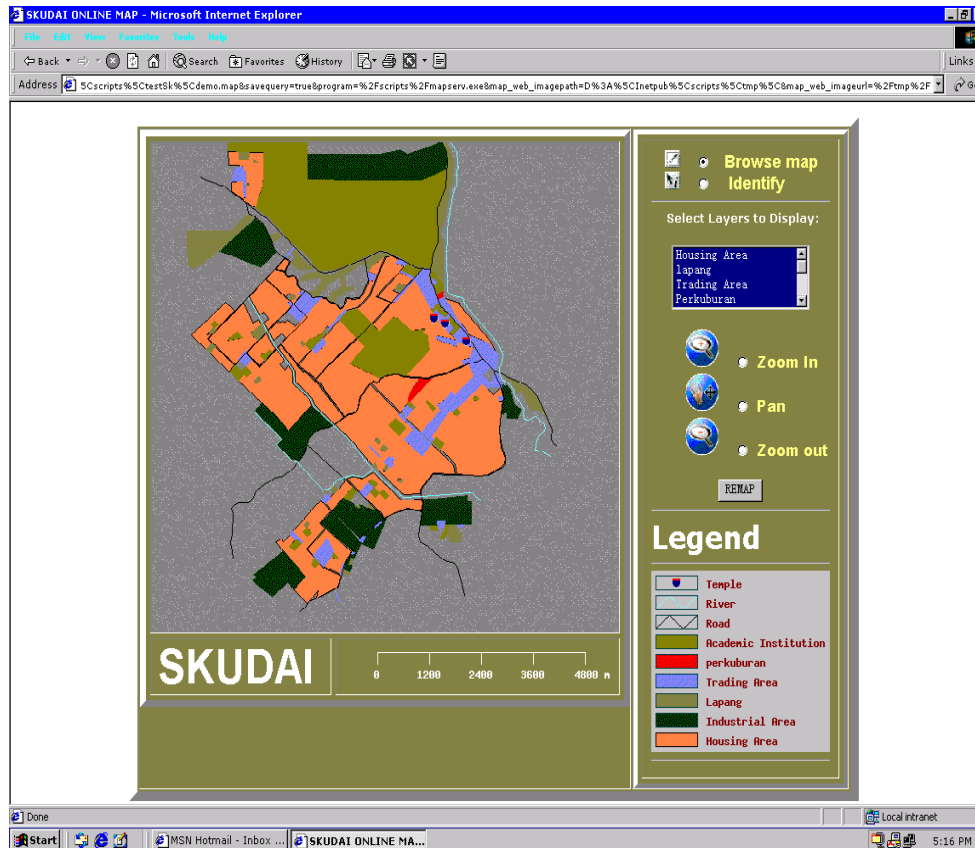 SKUDAI ONLINE MAP - Microsoft Internet Explorer
File Edit View Favorites Tools Help
Back Search Favorites History Links
Address 5Cscripts%5CtestSk%5Cdemo.map&savequery=true&program=%2Fscripts%2Fmapserv.exe&map_web_imagepath=D%3A%5CInetpub%5Cscripts%5Ctmp%5C&map_web_imageurl=%2Ftmp%2F
Browse map
Identify
Select Layers to Display:
Housing Area
lapang
Trading Area
Perkuburan
Zoom In
Pan
Zoom out
REMAP
Legend
Temple
River
Road
Academic Institution
perkuburan
Trading Area
Lapang
Industrial Area
Housing Area
SKUDAI
0 1200 2400 3600 4800 m
Done Local intranet
Start MSN Hotmail - Inbox ... SKUDAI ONLINE MA... 5:16 PM